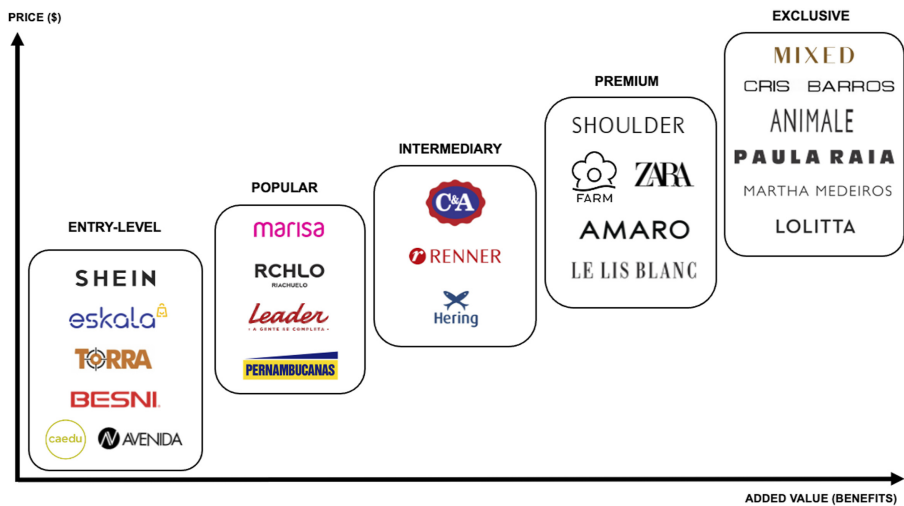 PRICE ($)
ENTRY-LEVEL
SHEIN
eskala
TORRA
BESNI
caedu
AVENIDA
POPULAR
marisa
RCHLO
RIACHUELO
Leader
• A GENTE SE COMPLETA •
PERNAMBUCANAS
INTERMEDIARY
C&A
r RENNER
Hering
PREMIUM
SHOULDER
FARM
ZARA
AMARO
LE LIS BLANC
EXCLUSIVE
MIXED
CRIS BARROS
ANIMALE
PAULA RAIA
MARTHA MEDEIROS
LOLITTA
ADDED VALUE (BENEFITS)